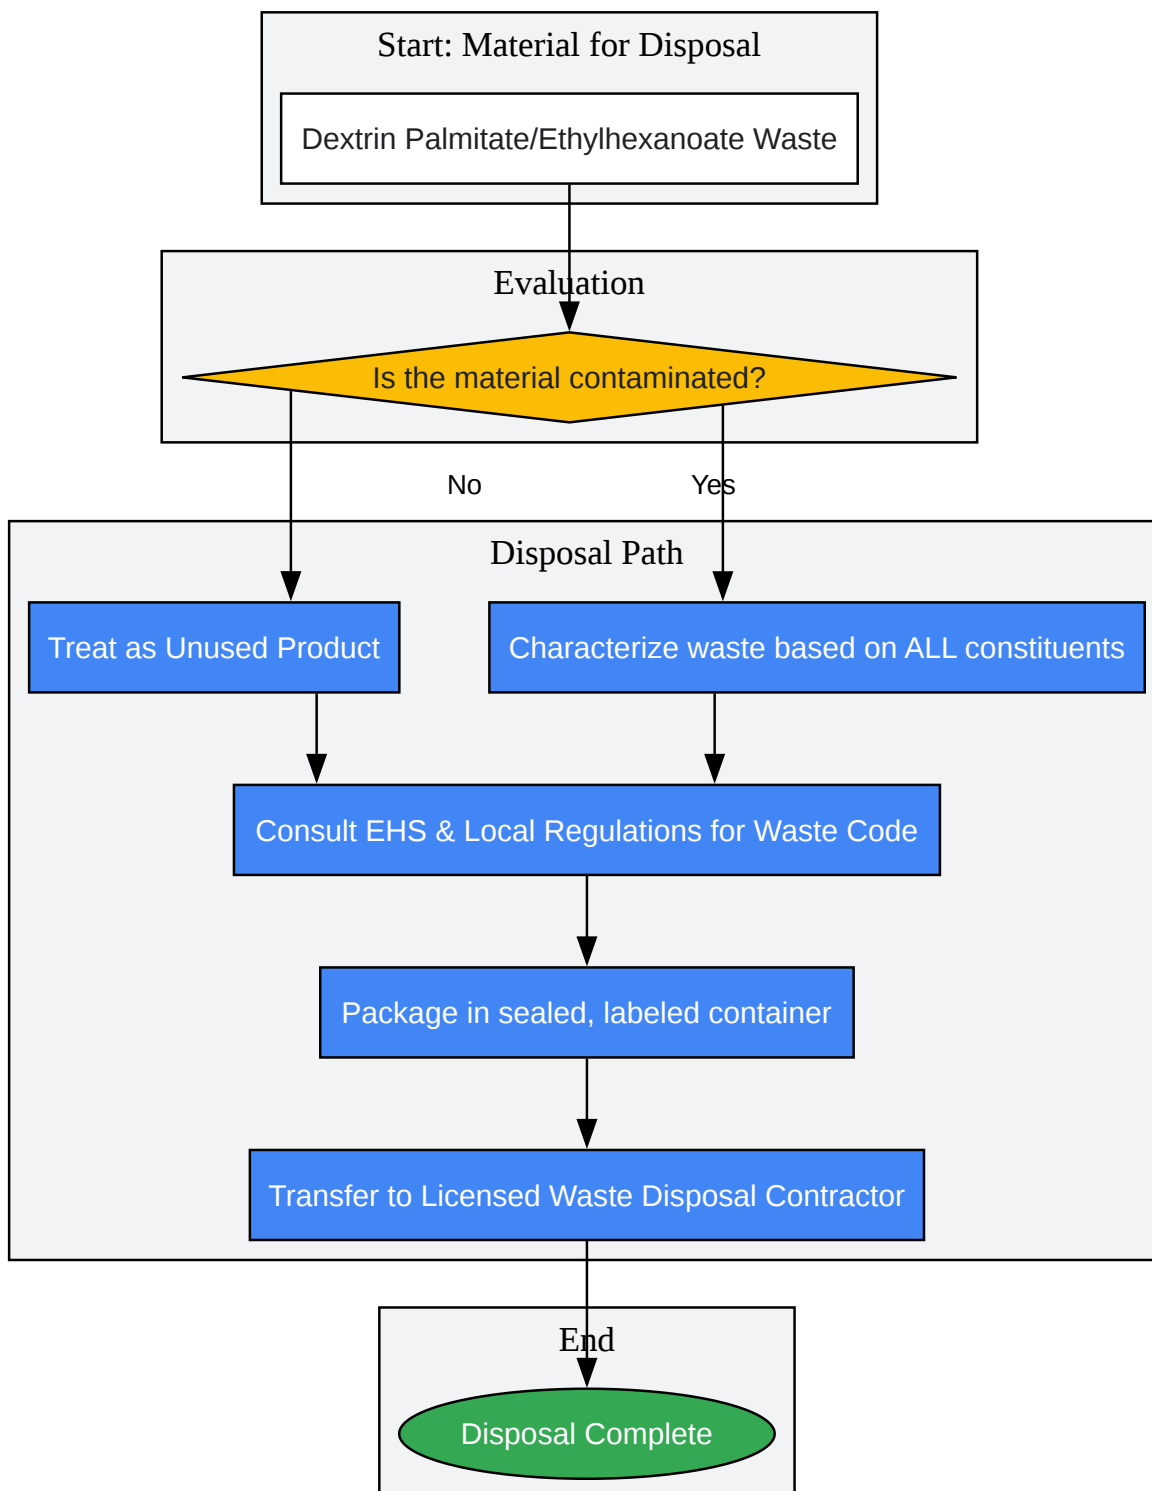 Start: Material for Disposal
Dextrin Palmitate/Ethylhexanoate Waste
Evaluation
Is the material contaminated?
No
Yes
Disposal Path
Treat as Unused Product
Characterize waste based on ALL constituents
Consult EHS & Local Regulations for Waste Code
Package in sealed, labeled container
Transfer to Licensed Waste Disposal Contractor
End
Disposal Complete